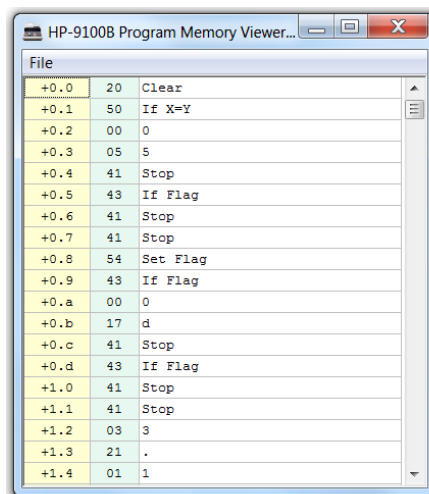 HP-9100B Program Memory Viewer...
File
+0.0 20 Clear
+0.1 50 If X=Y
+0.2 00 0
+0.3 05 5
+0.4 41 Stop
+0.5 43 If Flag
+0.6 41 Stop
+0.7 41 Stop
+0.8 54 Set Flag
+0.9 43 If Flag
+0.a 00 0
+0.b 17 d
+0.c 41 Stop
+0.d 43 If Flag
+1.0 41 Stop
+1.1 41 Stop
+1.2 03 3
+1.3 21 .
+1.4 01 1